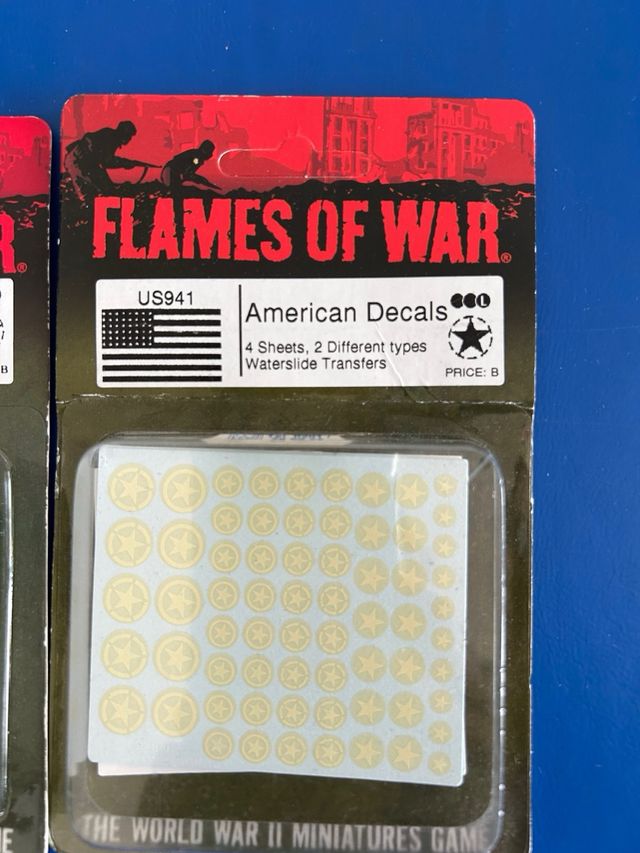 FLAMES OF WAR®
US941
American Decals
L
4 Sheets, 2 Different types
Waterslide Transfers
PRICE: B
THE WORLD WAR II MINIATURES GAME
R®
B
E